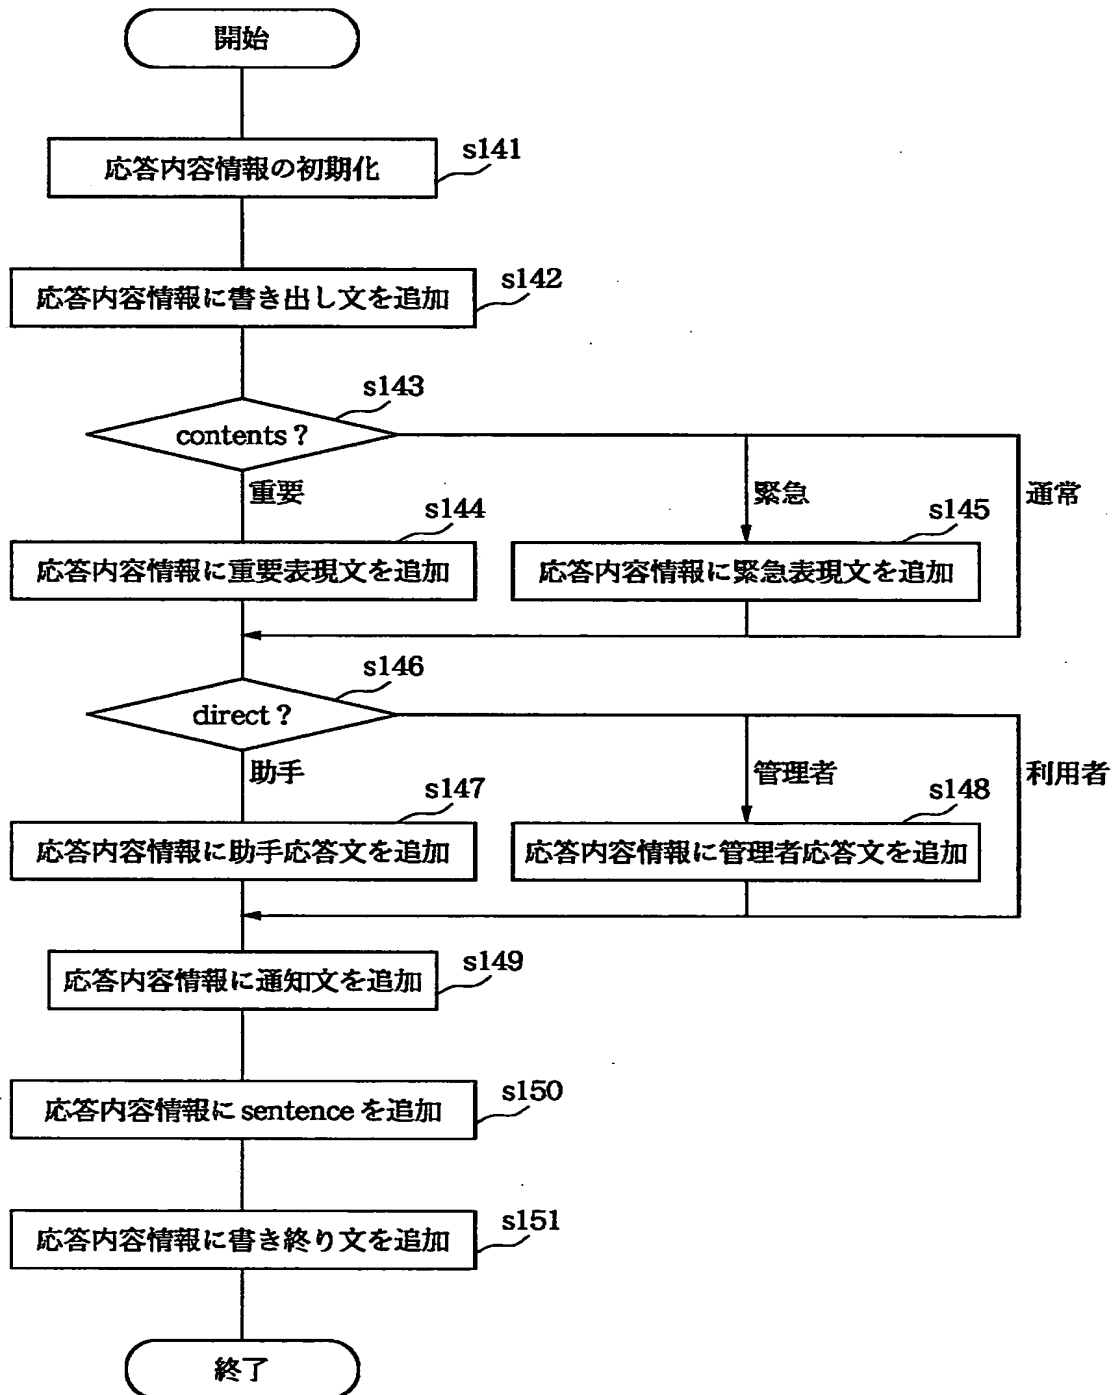 開始
s141
応答内容情報の初期化
s142
応答内容情報に書き出し文を追加
s143
contents ?
重要
緊急
通常
s144
応答内容情報に重要表現文を追加
s145
応答内容情報に緊急表現文を追加
s146
direct ?
助手
管理者
利用者
s147
応答内容情報に助手応答文を追加
s148
応答内容情報に管理者応答文を追加
s149
応答内容情報に通知文を追加
s150
応答内容情報に sentence を追加
s151
応答内容情報に書き終り文を追加
終了